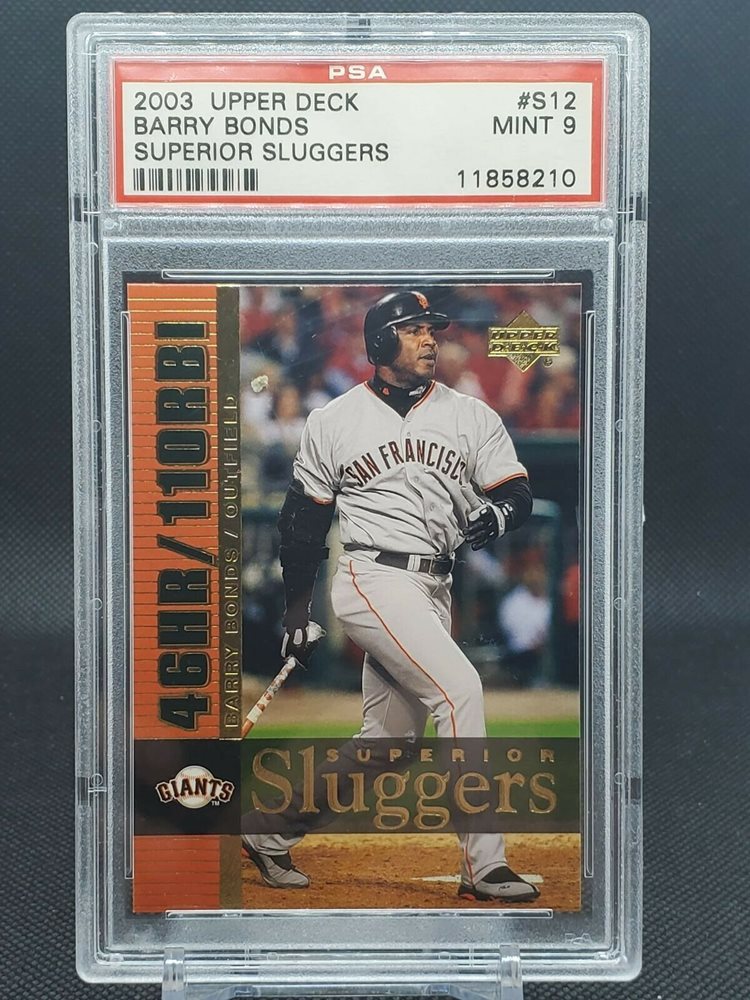 PSA
2003 UPPER DECK #S12
BARRY BONDS MINT 9
SUPERIOR SLUGGERS
11858210
46HR/110RBI
BARRY BONDS / OUTFIELD
UPPER
DECK
SAN FRANCISCO
SUPERIOR
Sluggers
GIANTS
TM